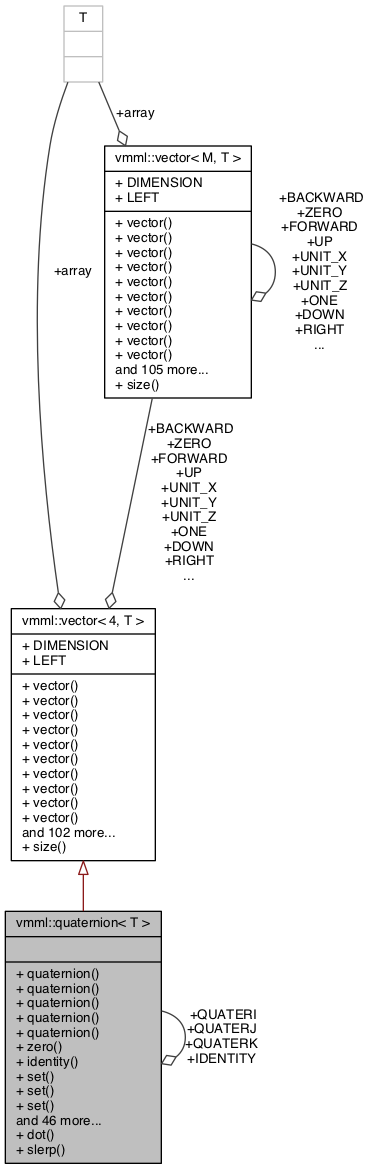 T
+array
vmml::vector< M, T >
+ DIMENSION
+ LEFT
+ vector()
+ vector()
+ vector()
+ vector()
+ vector()
+ vector()
+ vector()
+ vector()
+ vector()
+ vector()
and 105 more...
+ size()
+BACKWARD
+ZERO
+FORWARD
+UP
+UNIT_X
+UNIT_Y
+UNIT_Z
+ONE
+DOWN
+RIGHT
...
+array
+BACKWARD
+ZERO
+FORWARD
+UP
+UNIT_X
+UNIT_Y
+UNIT_Z
+ONE
+DOWN
+RIGHT
...
vmml::vector< 4, T >
+ DIMENSION
+ LEFT
+ vector()
+ vector()
+ vector()
+ vector()
+ vector()
+ vector()
+ vector()
+ vector()
+ vector()
+ vector()
and 102 more...
+ size()
vmml::quaternion< T >
+ quaternion()
+ quaternion()
+ quaternion()
+ quaternion()
+ quaternion()
+ zero()
+ identity()
+ set()
+ set()
+ set()
and 46 more...
+ dot()
+ slerp()
+QUATERI
+QUATERJ
+QUATERK
+IDENTITY